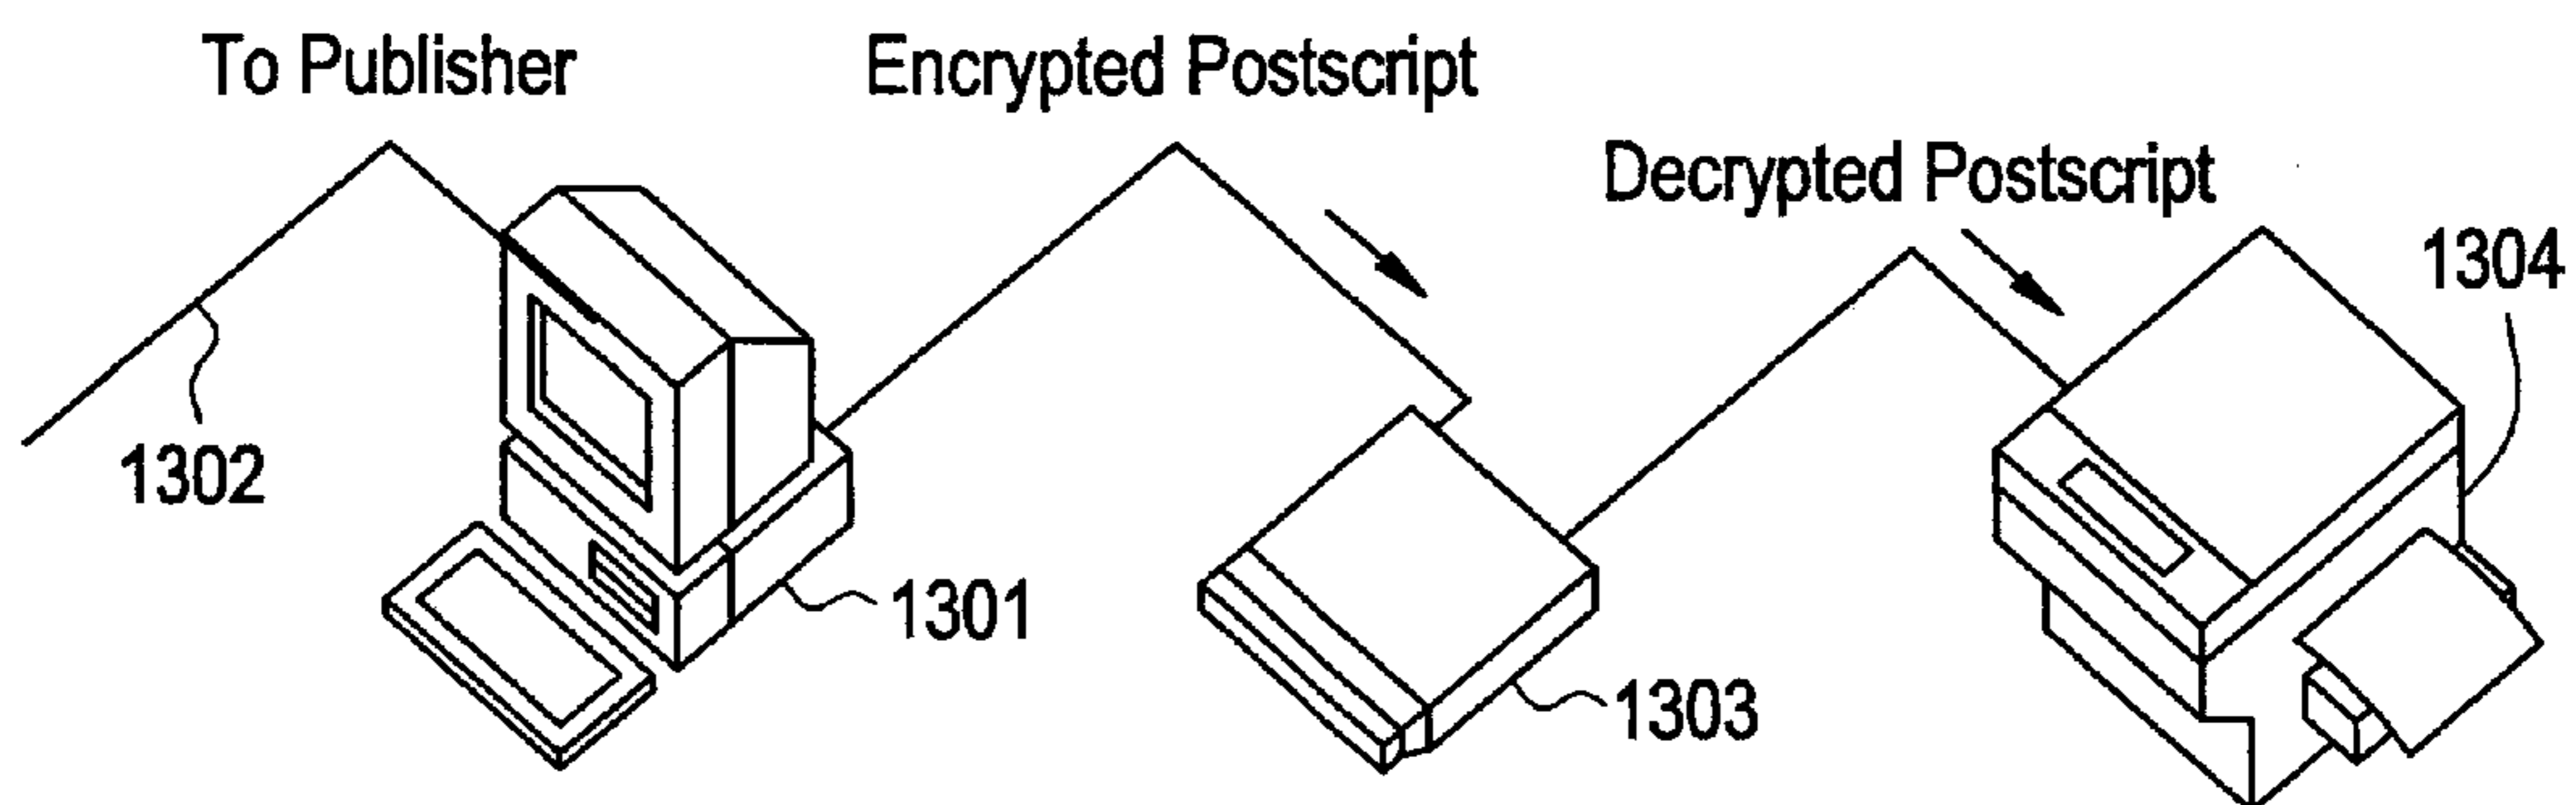 To Publisher
Encrypted Postscript
Decrypted Postscript
1304
1302
1301
1303